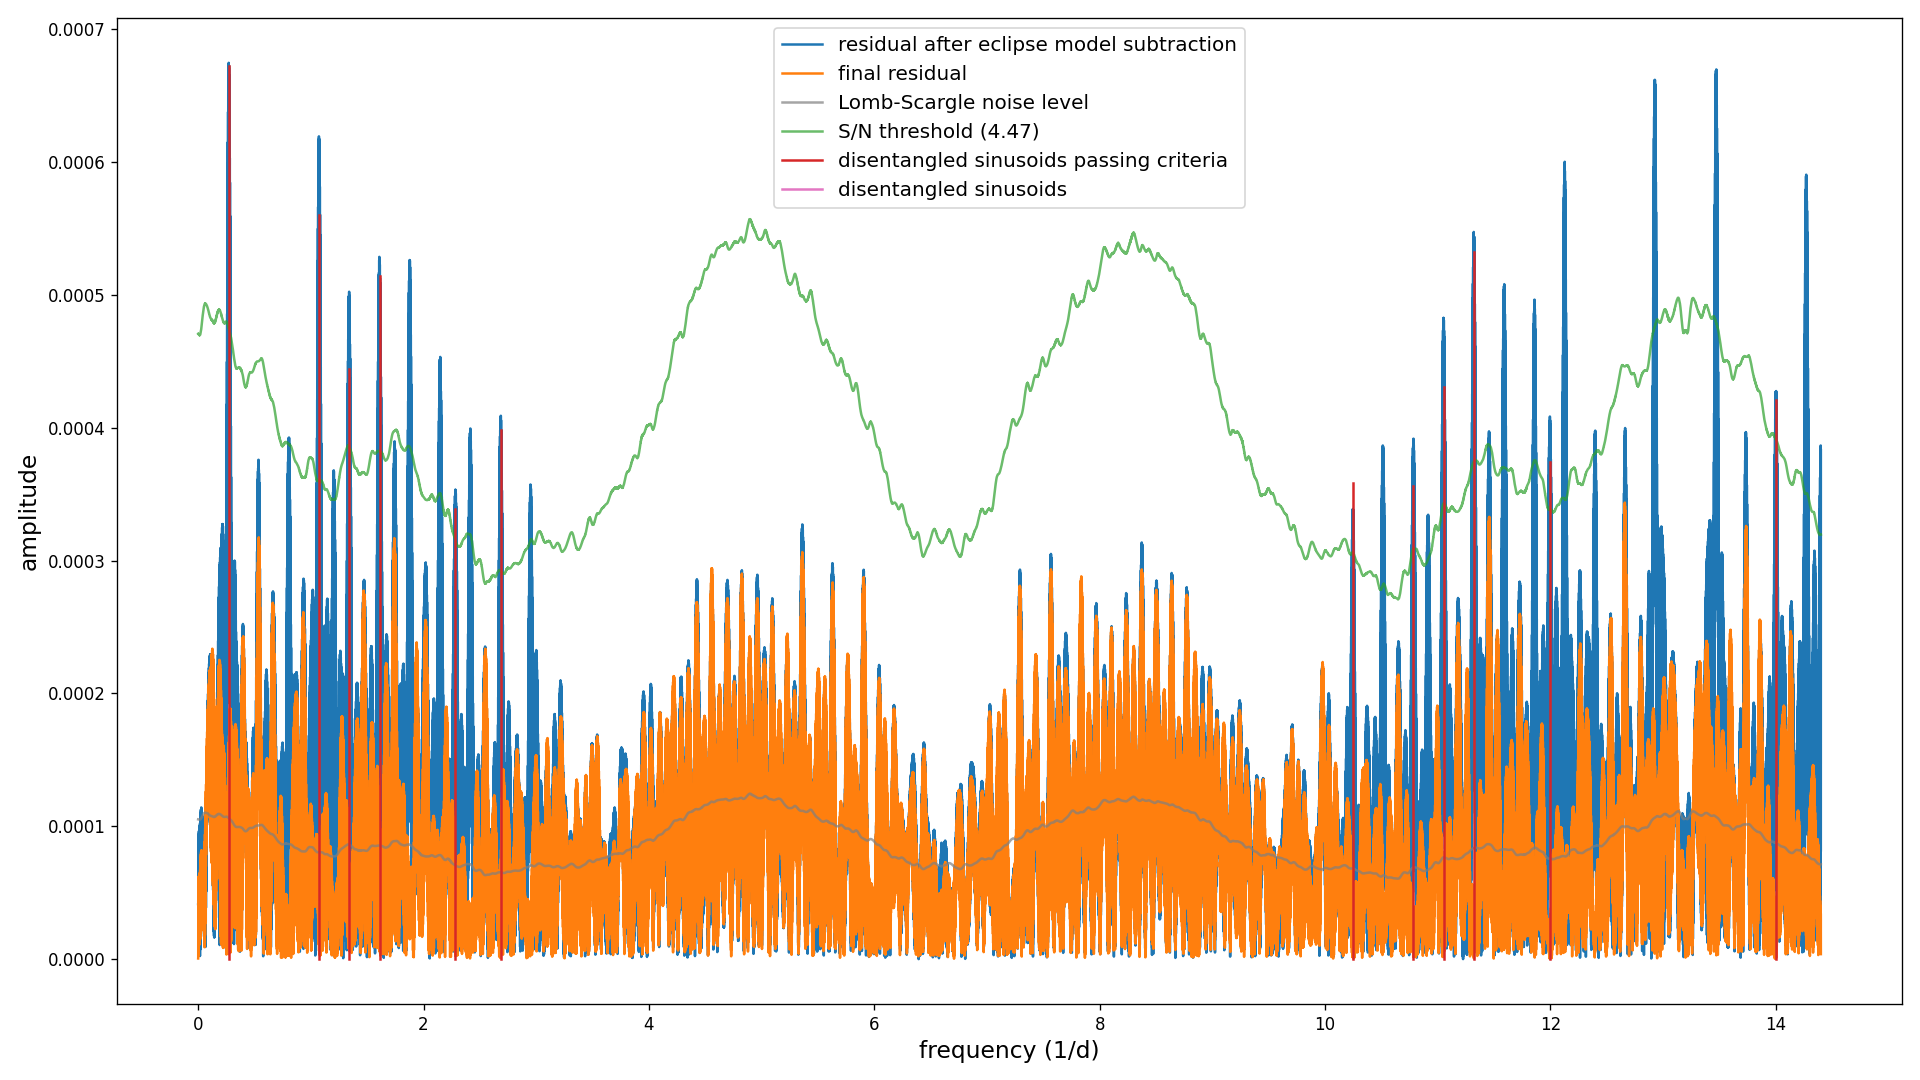 residual after eclipse model subtraction
final residual
Lomb-Scargle noise level
S/N threshold (4.47)
disentangled sinusoids passing criteria
disentangled sinusoids
amplitude
0.0007
0.0006
0.0005
0.0004
0.0003
0.0002
0.0001
0.0000
0 2 4 6 8 10 12 14
frequency (1/d)